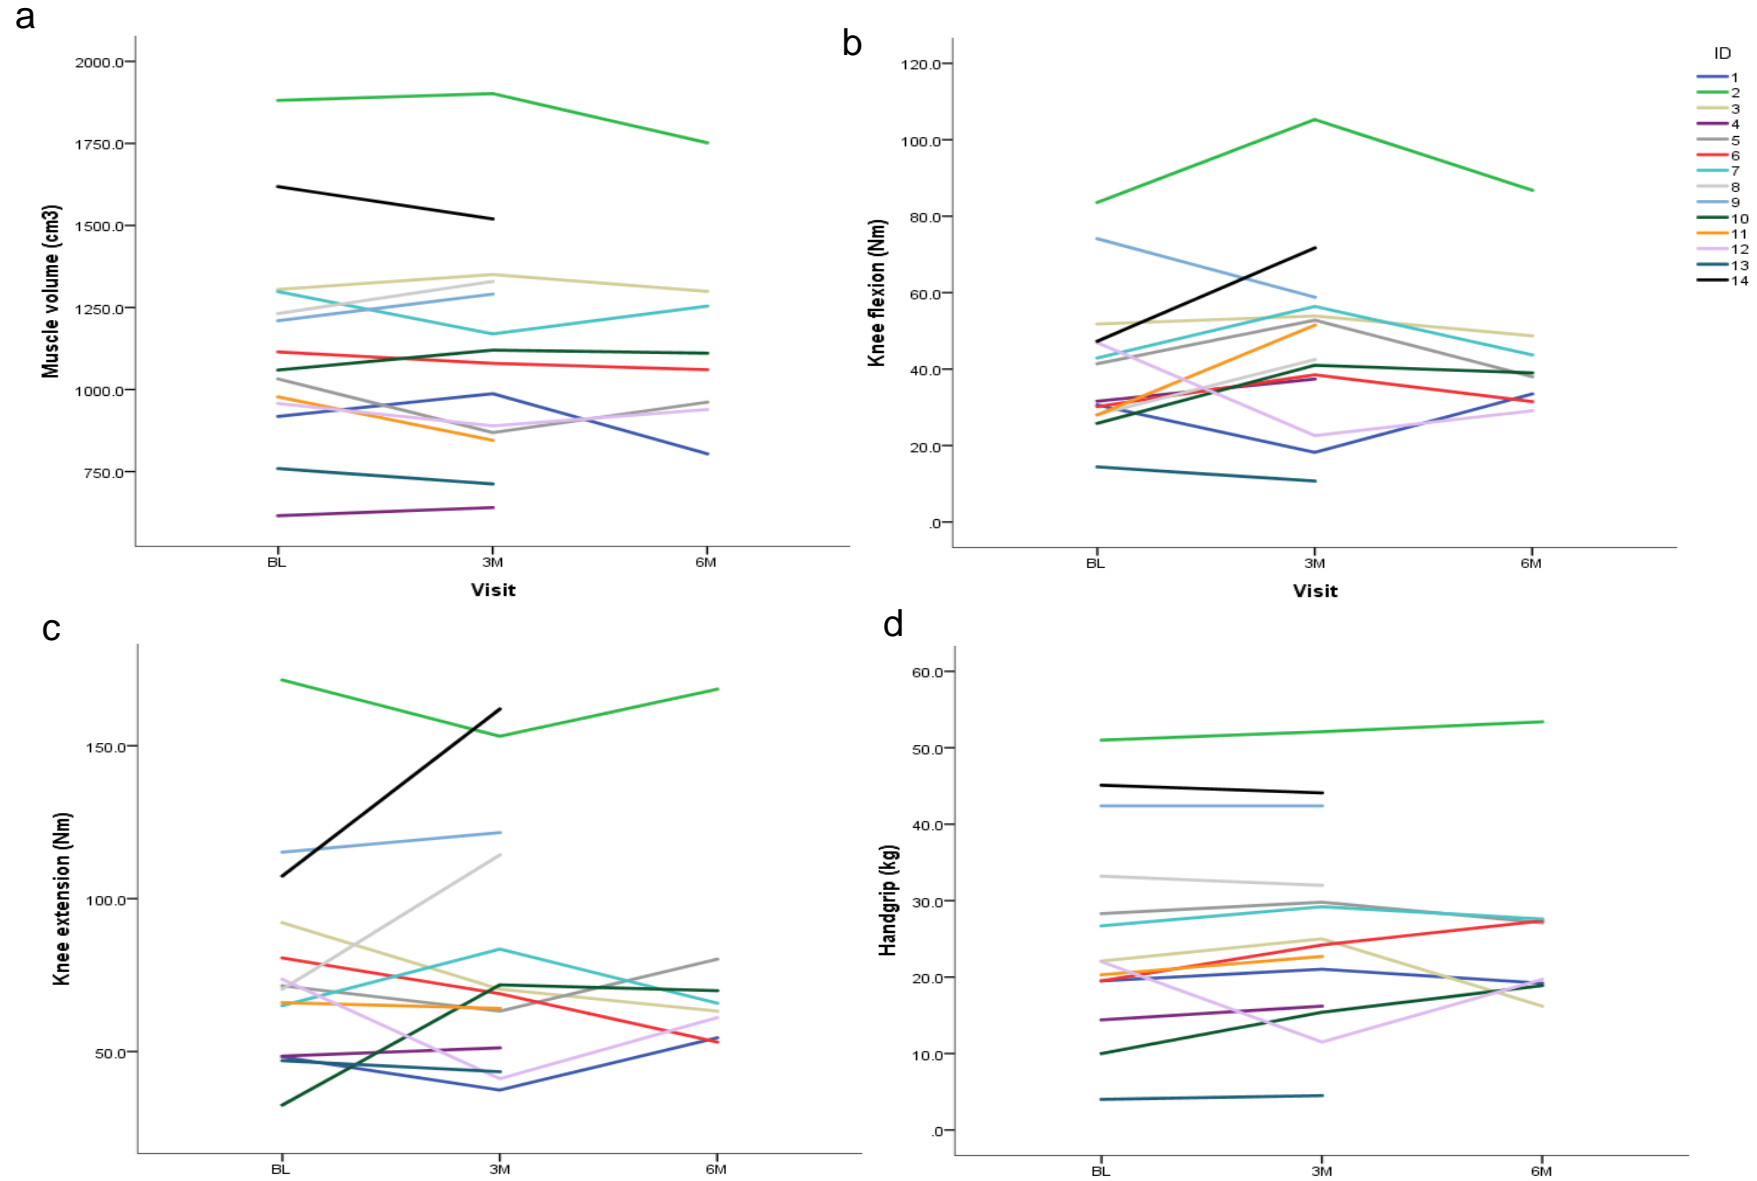 a
2000.0
1750.0
1500.0
1250.0
1000.0
750.0
Muscle volume (cm3)
BL 3M 6M
Visit
b
120.0
100.0
80.0
60.0
40.0
20.0
.0
Knee flexion (Nm)
BL 3M 6M
Visit
ID
1
2
3
4
5
6
7
8
9
10
11
12
13
14
c
150.0
100.0
50.0
Knee extension (Nm)
BL 3M 6M
d
60.0
50.0
40.0
30.0
20.0
10.0
.0
Handgrip (kg)
BL 3M 6M